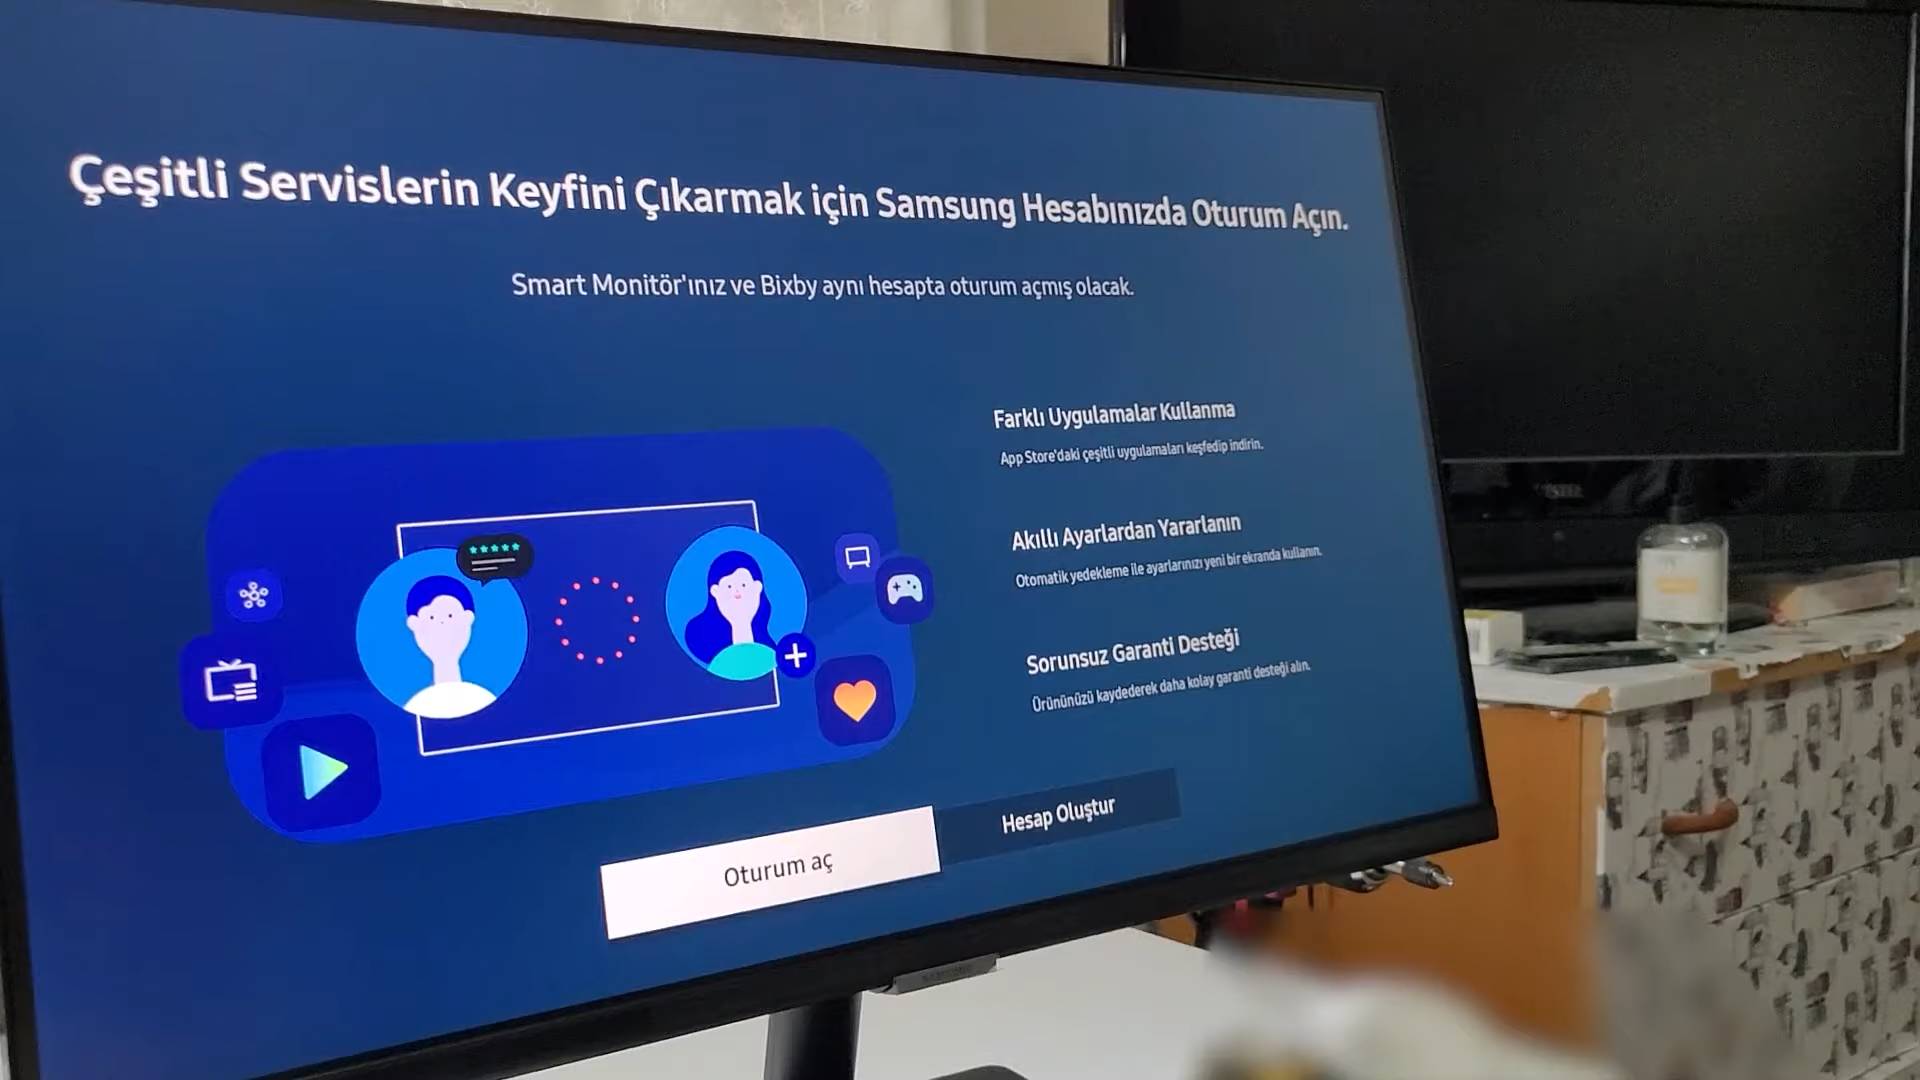 Çeşitli Servislerin Keyfini Çıkarmak için Samsung Hesabınızda Oturum Açın.
Smart Monitör'ınız ve Bixby aynı hesapta oturum açmış olacak.
Farklı Uygulamalar Kullanma
App Store'daki çeşitli uygulamaları keşfedip indirin.
Akıllı Ayarlardan Yararlanın
Otomatik yedekleme ile ayarlarınızı yeni bir ekranda kullanın.
Sorunsuz Garanti Desteği
Ürününüzü kaydederek daha kolay garanti desteği alın.
Oturum aç
Hesap Oluştur
SAMSUNG